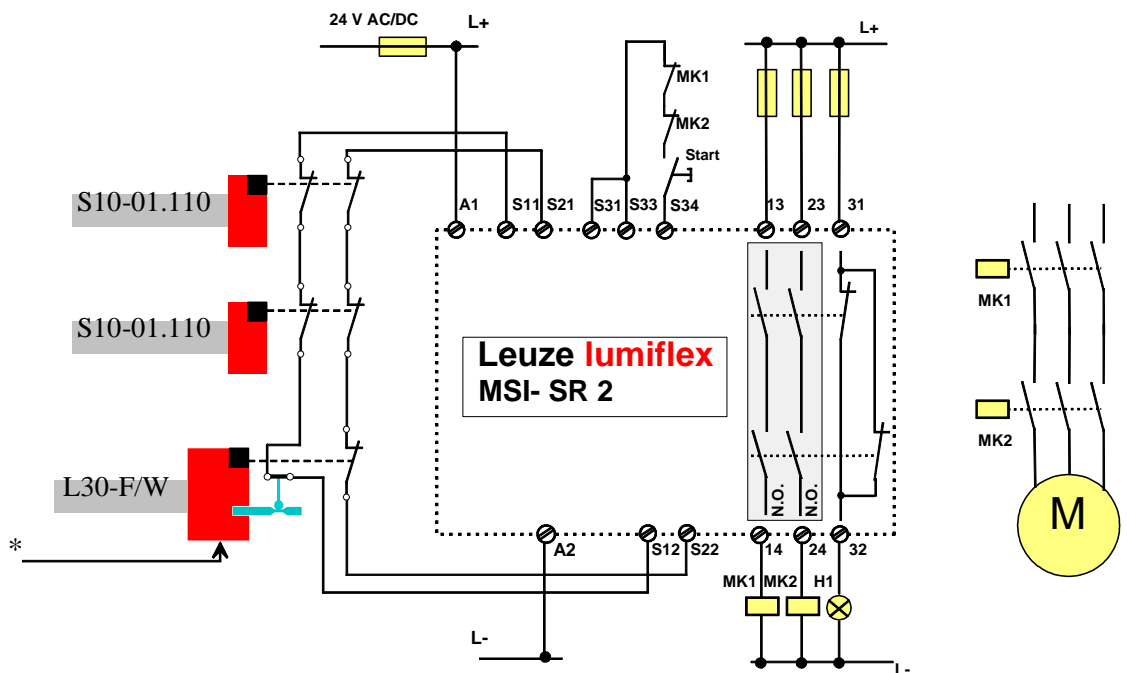 24 V AC/DC
L+
L+
MK1
MK2
Start
S10-01.110
A1
S11
S21
S31
S33
S34
13
23
31
MK1
S10-01.110
Leuze lumiflex
MSI- SR 2
MK2
L30-F/W
N.O.
N.O.
M
*
A2
S12
S22
14
24
32
MK1
MK2
H1
L-
L-